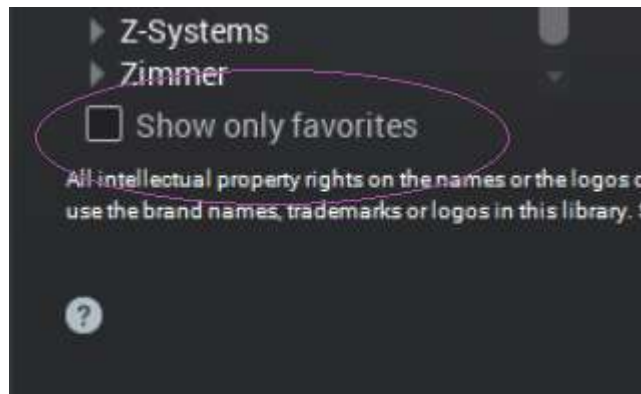 Z-Systems
Zimmer
Show only favorites
All intellectual property rights on the names or the logos
use the brand names, trademarks or logos in this library.
?